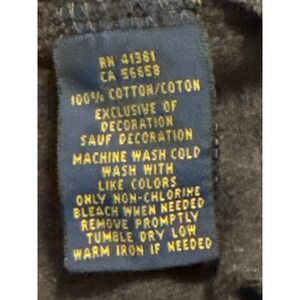 RN 41381
CA 56658
100% COTTON/COTON
EXCLUSIVE OF
DECORATION
SAUF DECORATION
MACHINE WASH COLD
WASH WITH
LIKE COLORS
ONLY NON-CHLORINE
BLEACH WHEN NEEDED
REMOVE PROMPTLY
TUMBLE DRY LOW
WARM IRON IF NEEDED